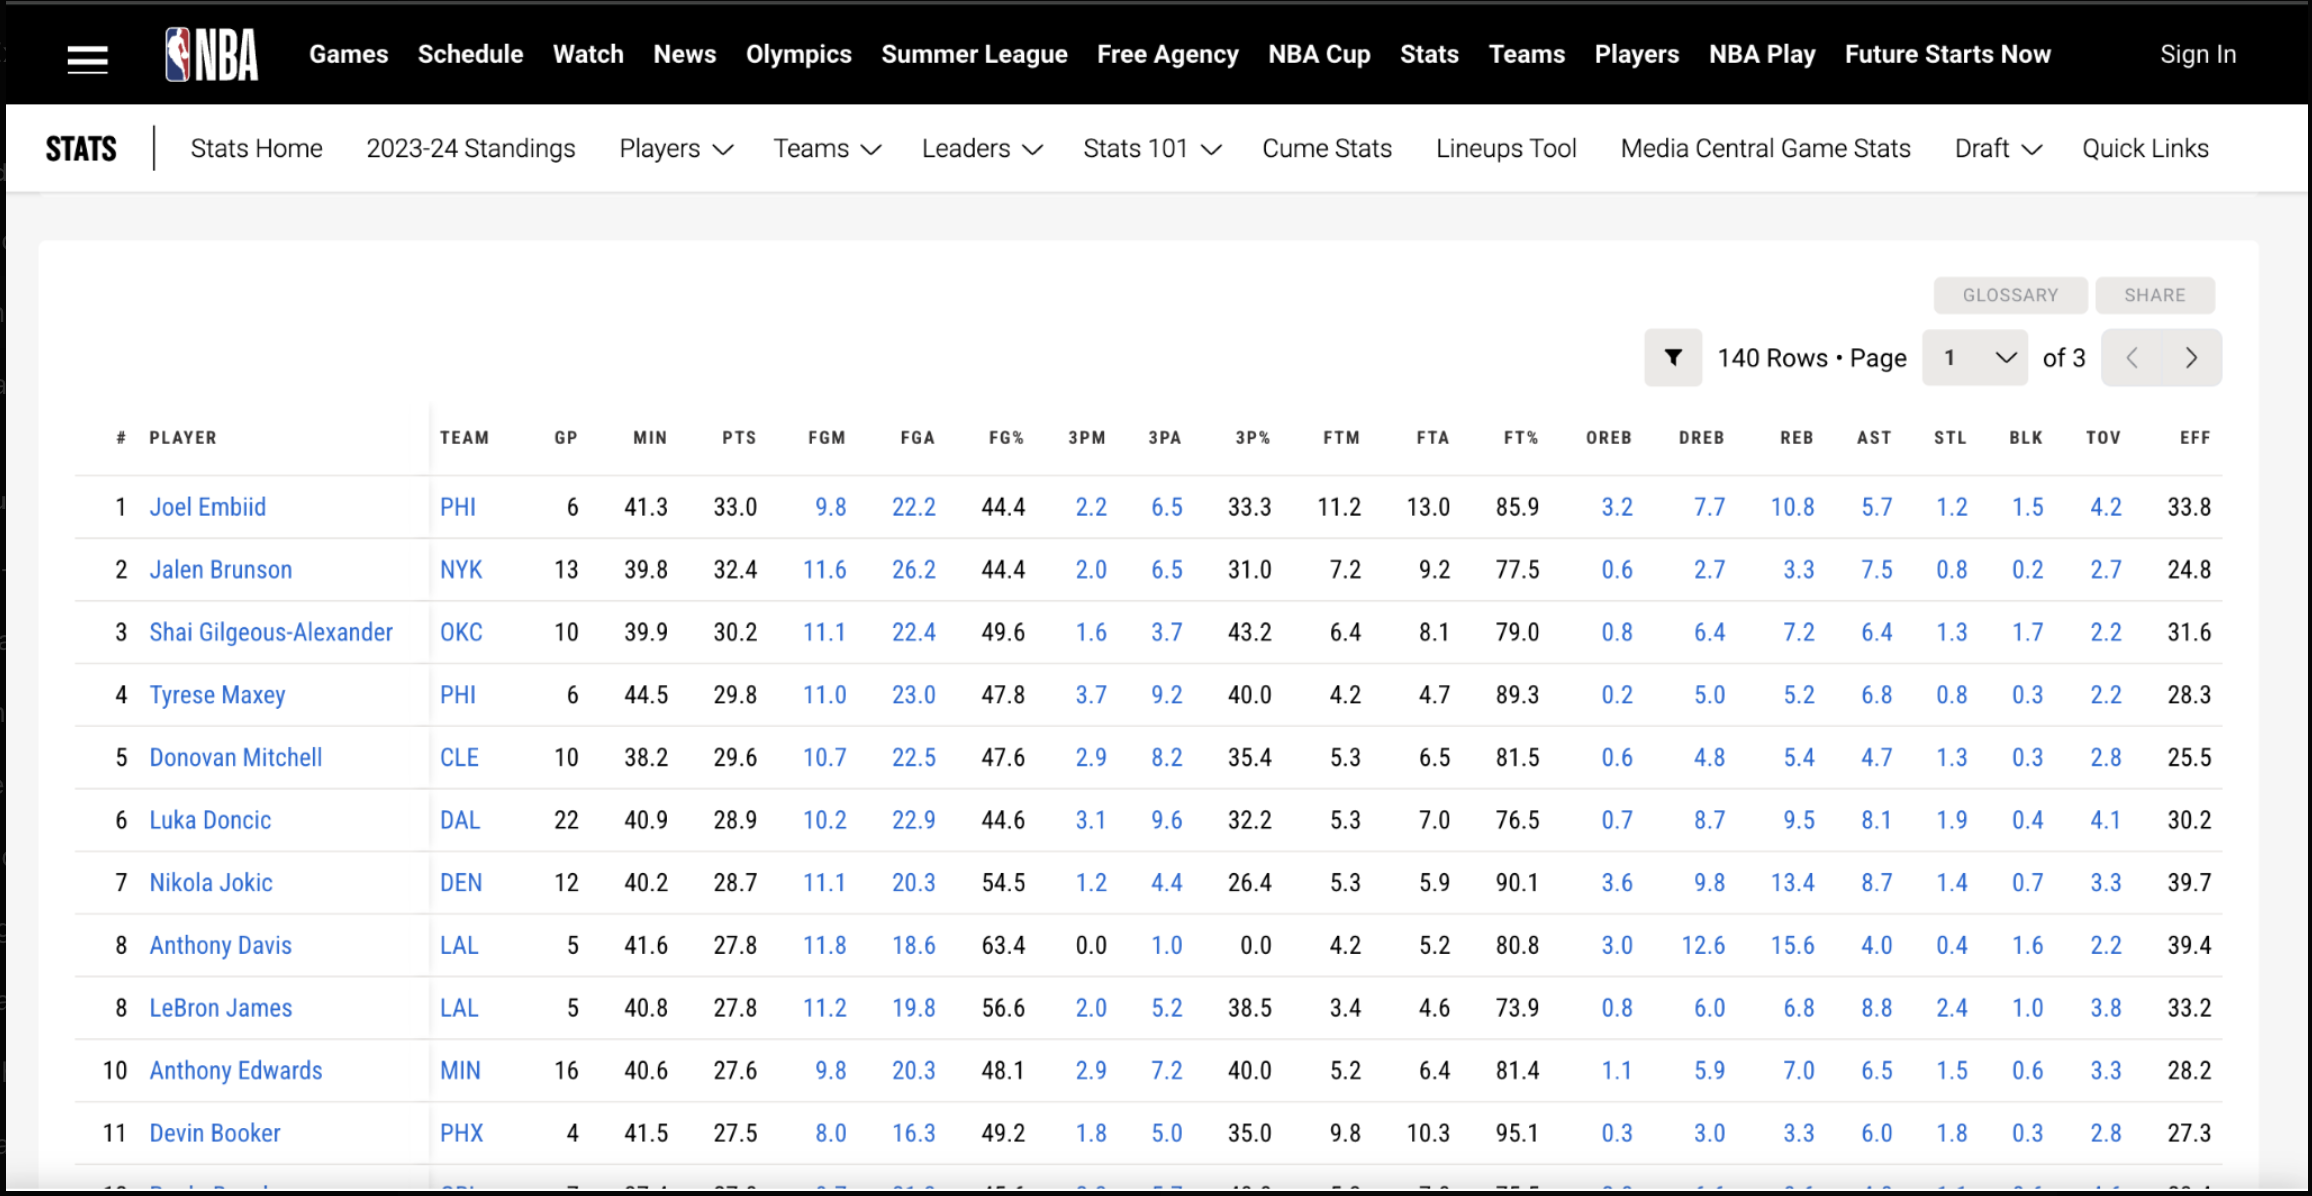 NBA Games Schedule Watch News Olympics Summer League Free Agency NBA Cup Stats Teams Players NBA Play Future Starts Now Sign In
STATS Stats Home 2023-24 Standings Players Teams Leaders Stats 101 Cume Stats Lineups Tool Media Central Game Stats Draft Quick Links
GLOSSARY SHARE
140 Rows • Page 1 of 3
# PLAYER TEAM GP MIN PTS FGM FGA FG% 3PM 3PA 3P% FTM FTA FT% OREB DREB REB AST STL BLK TOV EFF
1 Joel Embiid PHI 6 41.3 33.0 9.8 22.2 44.4 2.2 6.5 33.3 11.2 13.0 85.9 3.2 7.7 10.8 5.7 1.2 1.5 4.2 33.8
2 Jalen Brunson NYK 13 39.8 32.4 11.6 26.2 44.4 2.0 6.5 31.0 7.2 9.2 77.5 0.6 2.7 3.3 7.5 0.8 0.2 2.7 24.8
3 Shai Gilgeous-Alexander OKC 10 39.9 30.2 11.1 22.4 49.6 1.6 3.7 43.2 6.4 8.1 79.0 0.8 6.4 7.2 6.4 1.3 1.7 2.2 31.6
4 Tyrese Maxey PHI 6 44.5 29.8 11.0 23.0 47.8 3.7 9.2 40.0 4.2 4.7 89.3 0.2 5.0 5.2 6.8 0.8 0.3 2.2 28.3
5 Donovan Mitchell CLE 10 38.2 29.6 10.7 22.5 47.6 2.9 8.2 35.4 5.3 6.5 81.5 0.6 4.8 5.4 4.7 1.3 0.3 2.8 25.5
6 Luka Doncic DAL 22 40.9 28.9 10.2 22.9 44.6 3.1 9.6 32.2 5.3 7.0 76.5 0.7 8.7 9.5 8.1 1.9 0.4 4.1 30.2
7 Nikola Jokic DEN 12 40.2 28.7 11.1 20.3 54.5 1.2 4.4 26.4 5.3 5.9 90.1 3.6 9.8 13.4 8.7 1.4 0.7 3.3 39.7
8 Anthony Davis LAL 5 41.6 27.8 11.8 18.6 63.4 0.0 1.0 0.0 4.2 5.2 80.8 3.0 12.6 15.6 4.0 0.4 1.6 2.2 39.4
8 LeBron James LAL 5 40.8 27.8 11.2 19.8 56.6 2.0 5.2 38.5 3.4 4.6 73.9 0.8 6.0 6.8 8.8 2.4 1.0 3.8 33.2
10 Anthony Edwards MIN 16 40.6 27.6 9.8 20.3 48.1 2.9 7.2 40.0 5.2 6.4 81.4 1.1 5.9 7.0 6.5 1.5 0.6 3.3 28.2
11 Devin Booker PHX 4 41.5 27.5 8.0 16.3 49.2 1.8 5.0 35.0 9.8 10.3 95.1 0.3 3.0 3.3 6.0 1.8 0.3 2.8 27.3